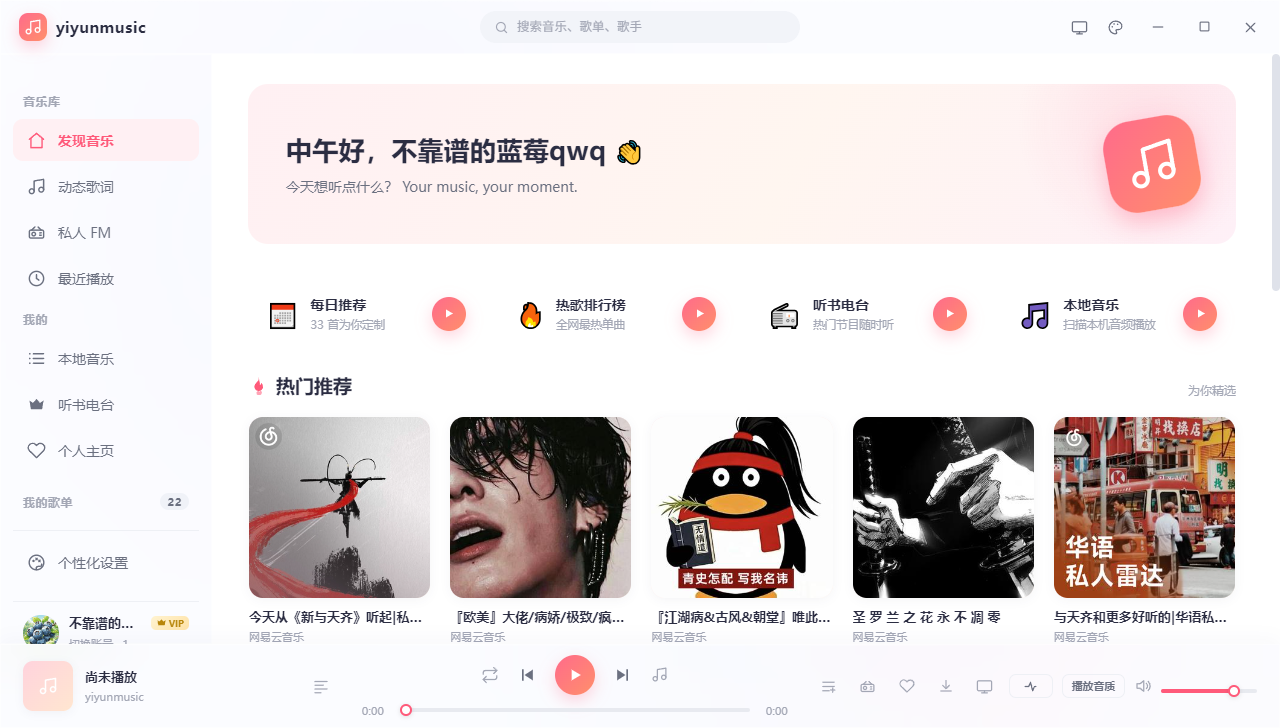 yiyunmusic
搜索音乐、歌单、歌手
音乐库
发现音乐
动态歌词
私人 FM
最近播放
我的
本地音乐
听书电台
个人主页
我的歌单 22
个性化设置
不靠谱的... VIP
中午好，不靠谱的蓝莓qwq 👋
今天想听点什么？ Your music, your moment.
每日推荐
33 首为你定制
热歌排行榜
全网最热单曲
听书电台
热门节目随时听
本地音乐
扫描本机音频播放
热门推荐
为你精选
无情道
青史怎配 写我名讳
找换店
华语
私人雷达
今天从《新与天齐》听起|私...
网易云音乐
『欧美』大佬/病娇/极致/疯...
网易云音乐
『江湖病&古风&朝堂』唯此...
网易云音乐
圣 罗 兰 之 花 永 不 凋 零
网易云音乐
与天齐和更多好听的|华语私...
网易云音乐
尚未播放
yiyunmusic
0:00
0:00
播放音质